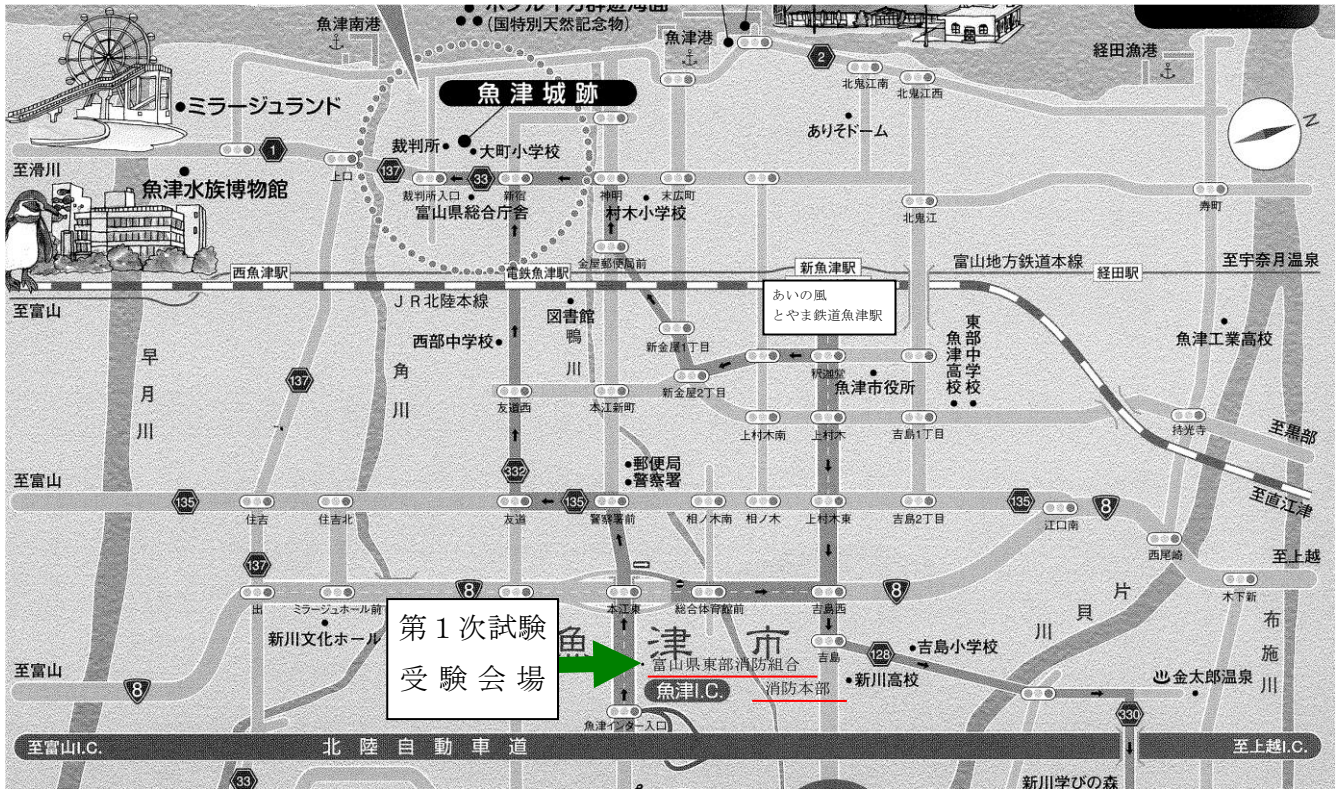 (国特別天然記念物)
魚津南港
魚津港
経田漁港
2
北鬼江南
北鬼江西
魚津城跡
ミラージュランド
ありそドーム
N
裁判所
大町小学校
1
至滑川
上口
137
裁判所入口
33
新宿
神明
末広町
魚津水族博物館
富山県総合庁舎
村木小学校
北鬼江
寿町
金屋郵便局前
西魚津駅
電鉄魚津駅
新魚津駅
富山地方鉄道本線
経田駅
至宇奈月温泉
至富山
JR北陸本線
あいの風
とやま鉄道魚津駅
図書館
西部中学校
鴨川
新金屋1丁目
東部中学校
魚津高校
魚津工業高校
早月川
137
角川
釈迦堂
魚津市役所
新金屋2丁目
友道西
本江新町
上村木南
上村木
吉島1丁目
持光寺
至黒部
郵便局
警察署
至富山
332
至直江津
135
住吉
住吉北
友道
135
警察署前
相ノ木南
相ノ木
上村木東
吉島2丁目
135
江口南
8
西尾崎
至上越
137
出
ミラージュホール前
8
本江東
総合体育館前
吉島西
8
木下新
新川文化ホール
第1次試験
受験会場
魚津市
片貝川
布施川
富山県東部消防組合
消防本部
吉島
128
吉島小学校
至富山
8
魚津I.C.
新川高校
金太郎温泉
魚津インター入口
330
至富山I.C.
北陸自動車道
至上越I.C.
33
新川学びの森